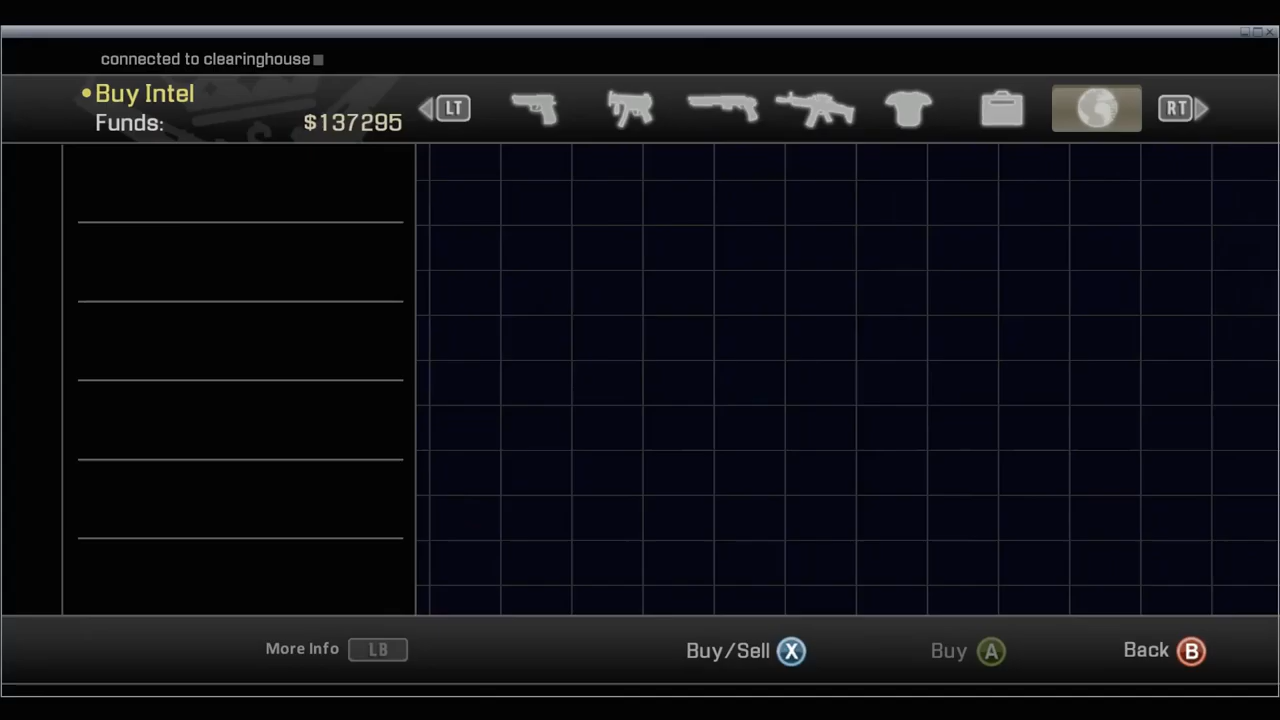 connected to clearinghouse
•Buy Intel
Funds: $137295
LT
RT
More Info LB
Buy/Sell X
Buy A
Back B